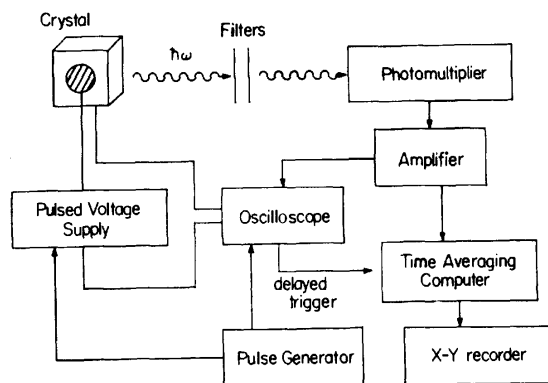 Crystal
ħω
Filters
Photomultiplier
Amplifier
Pulsed Voltage
Supply
Oscilloscope
delayed
trigger
Time Averaging
Computer
Pulse Generator
X-Y recorder